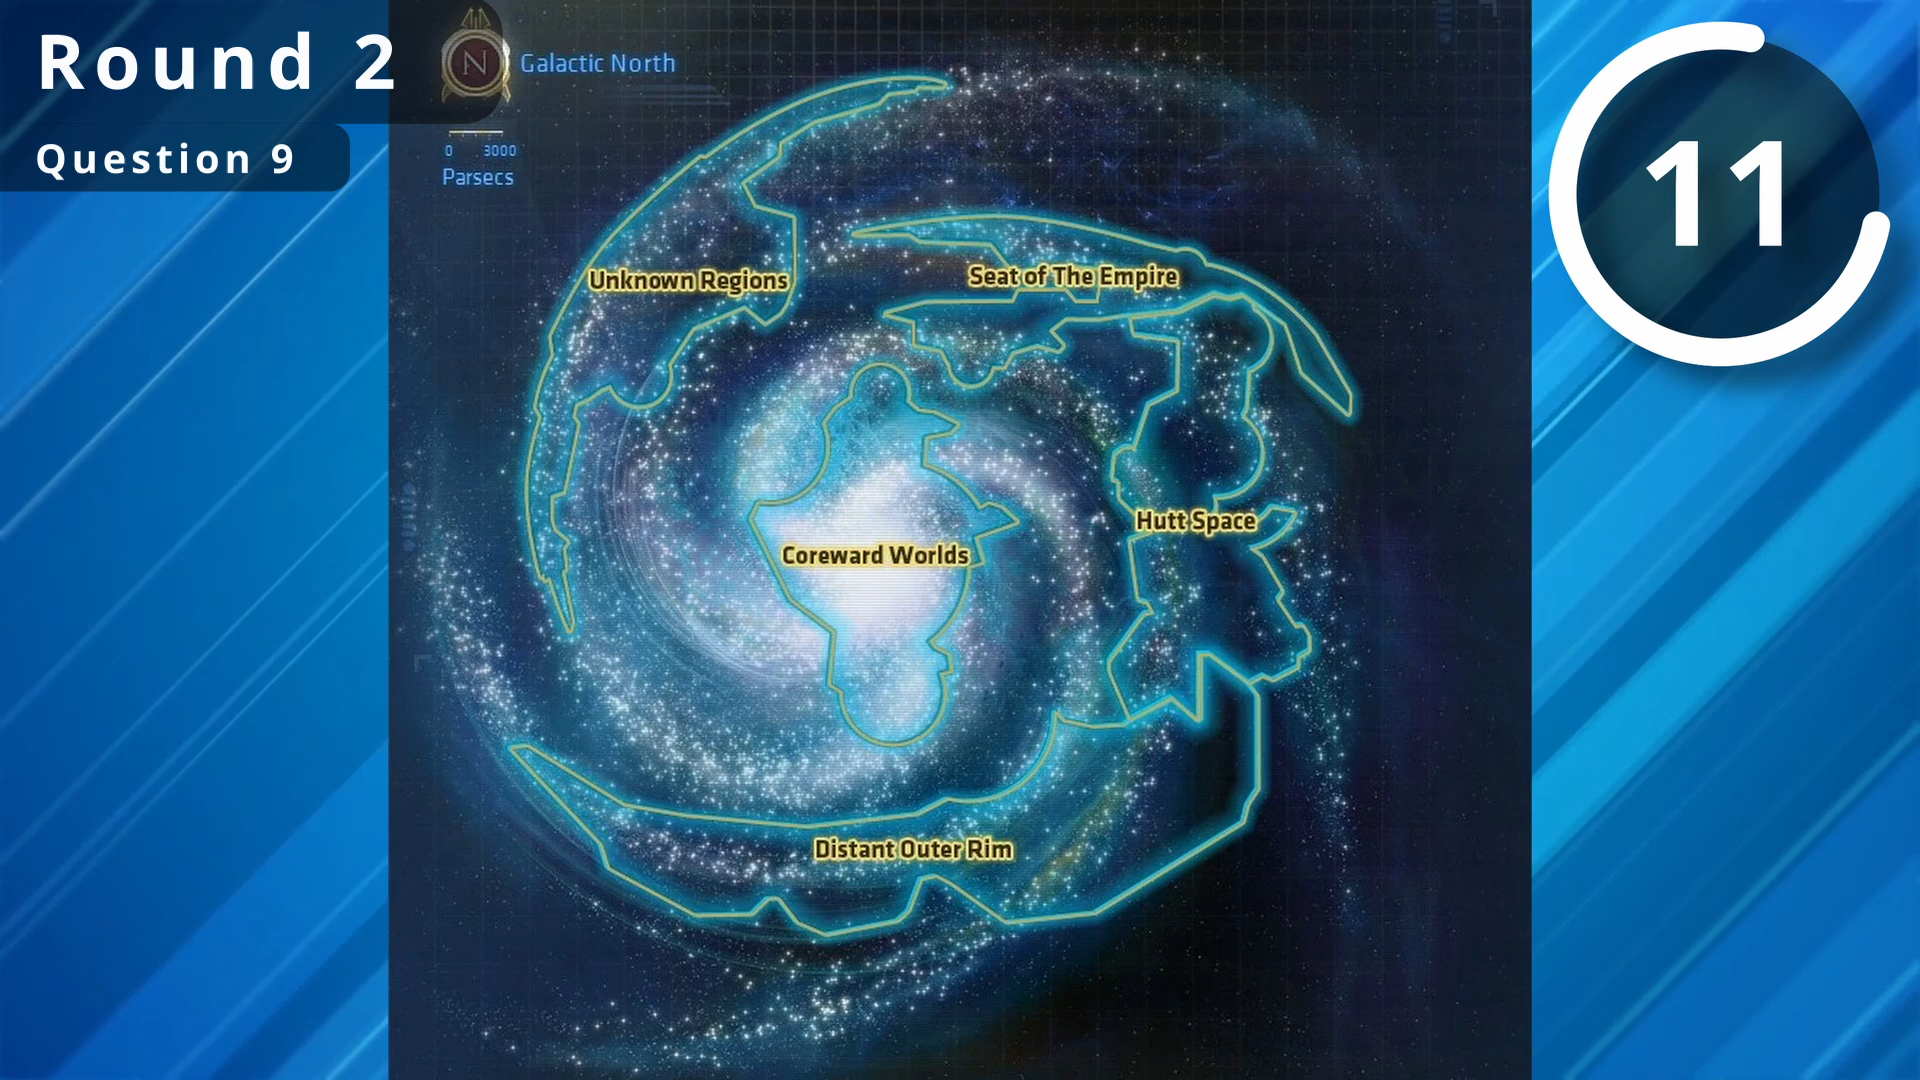 Round 2
Question 9
N
Galactic North
0 3000
Parsecs
Unknown Regions
Seat of The Empire
Hutt Space
Coreward Worlds
Distant Outer Rim
11